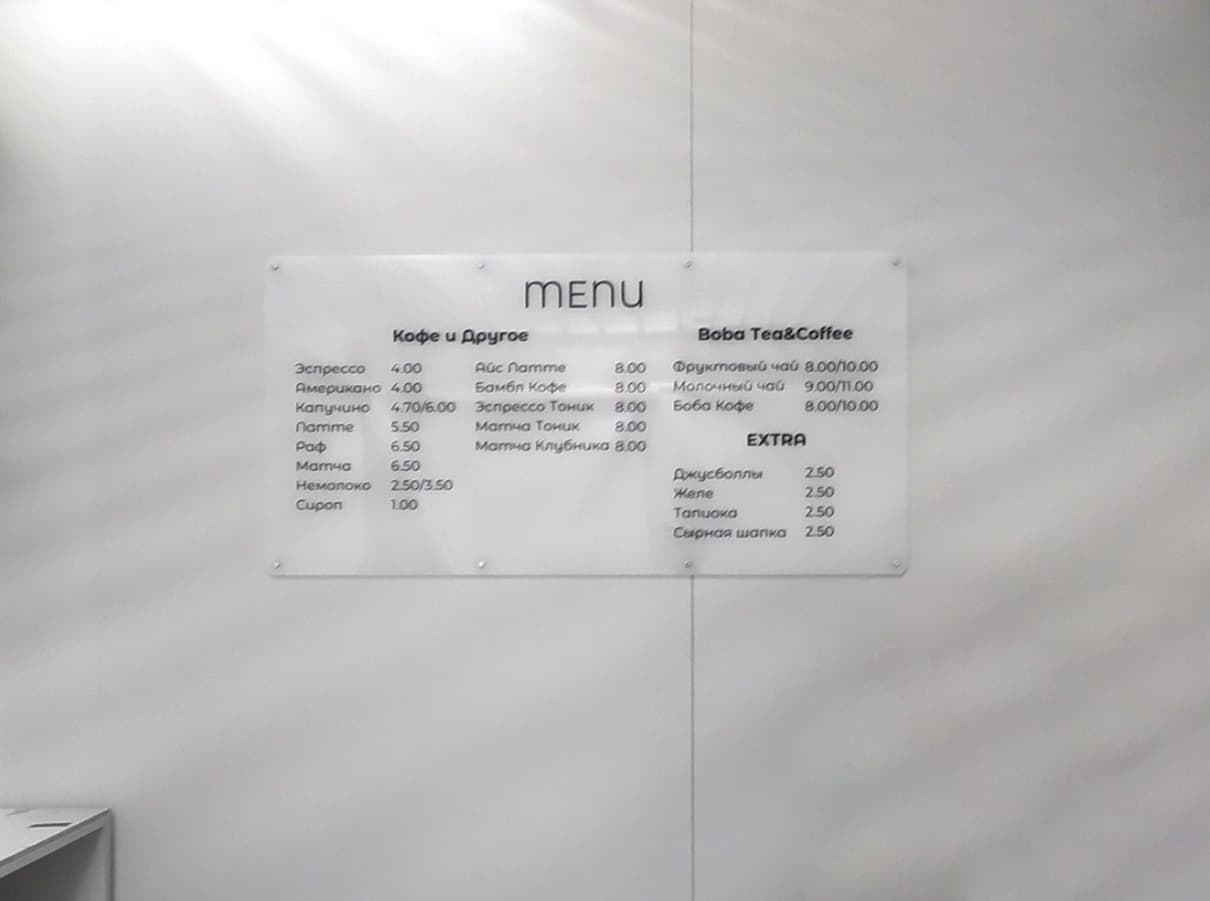 menu
Кофе и Другое
Эспрессо 4.00
Американо 4.00
Капучино 4.70/6.00
Латте 5.50
Раф 6.50
Матча 6.50
Немолоко 2.50/3.50
Сироп 1.00
Айс Латте 8.00
Бамбл Кофе 8.00
Эспрессо Тоник 8.00
Матча Тоник 8.00
Матча Клубника 8.00
Boba Tea&Coffee
Фруктовый чай 8.00/10.00
Молочный чай 9.00/11.00
Боба Кофе 8.00/10.00
EXTRA
Джусболлы 2.50
Желе 2.50
Тапиока 2.50
Сырная шапка 2.50